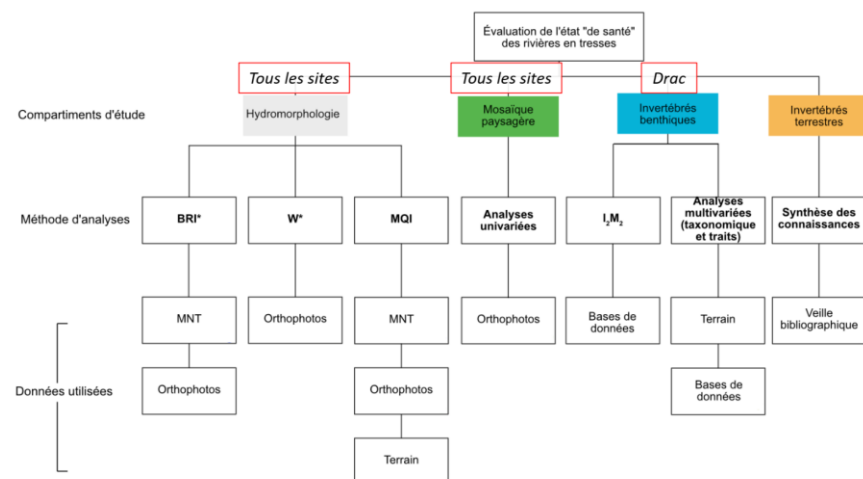 Évaluation de l'état "de santé"
des rivières en tresses
Tous les sites
Tous les sites
Drac
Compartiments d'étude
Hydromorphologie
Mosaïque
paysagère
Invertébrés
benthiques
Invertébrés
terrestres
Méthode d'analyses
BRI*
W*
MQI
Analyses
univariées
I₂M₂
Analyses
multivariées
(taxonomique
et traits)
Synthèse des
connaissances
MNT
Orthophotos
MNT
Orthophotos
Bases de
données
Terrain
Veille
bibliographique
Données utilisées
Orthophotos
Orthophotos
Bases de
données
Terrain